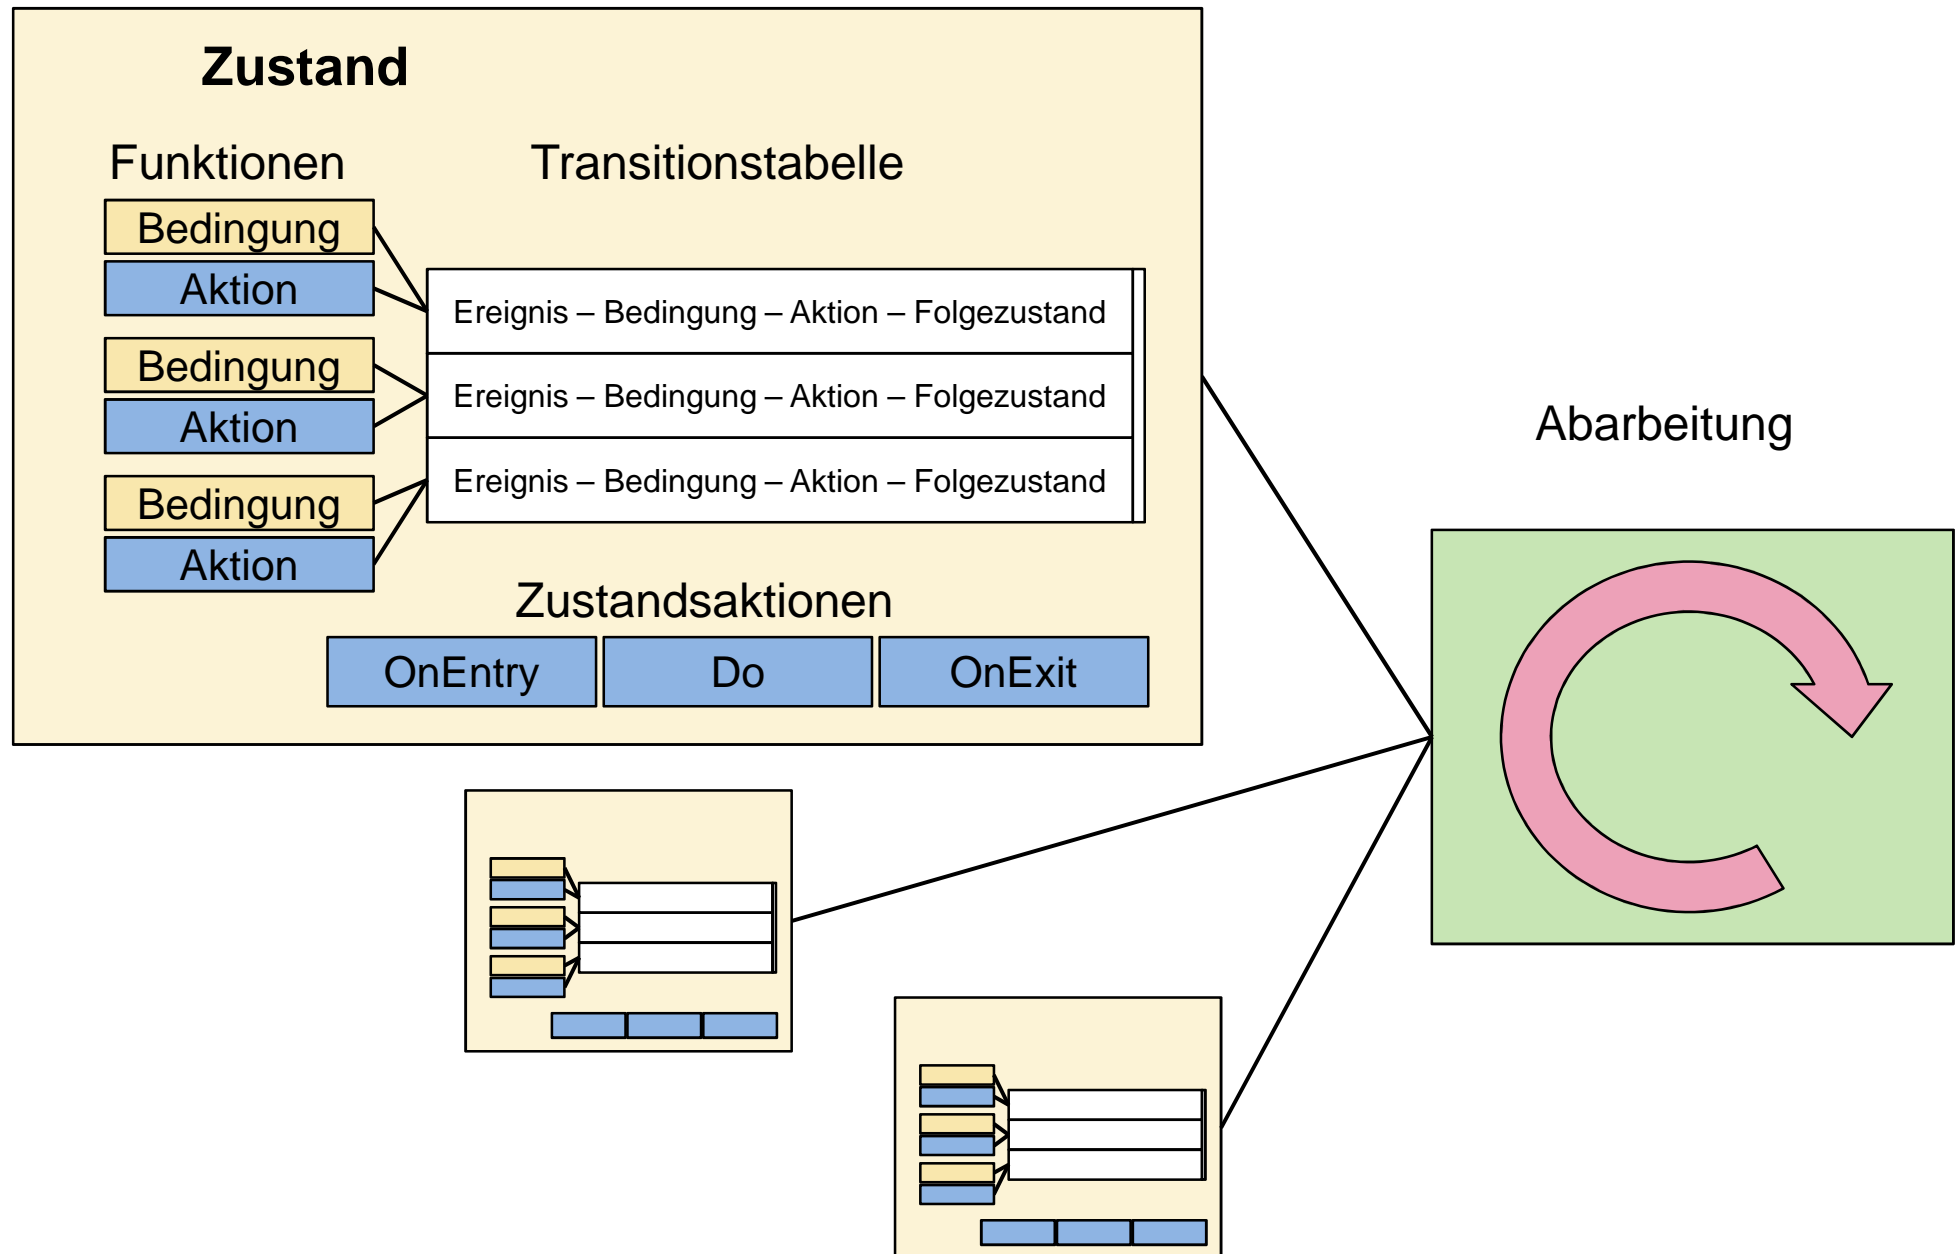 Zustand
Funktionen
Transitionstabelle
Bedingung
Aktion
Bedingung
Aktion
Bedingung
Aktion
Ereignis – Bedingung – Aktion – Folgezustand
Ereignis – Bedingung – Aktion – Folgezustand
Ereignis – Bedingung – Aktion – Folgezustand
Zustandsaktionen
OnEntry
Do
OnExit
Abarbeitung